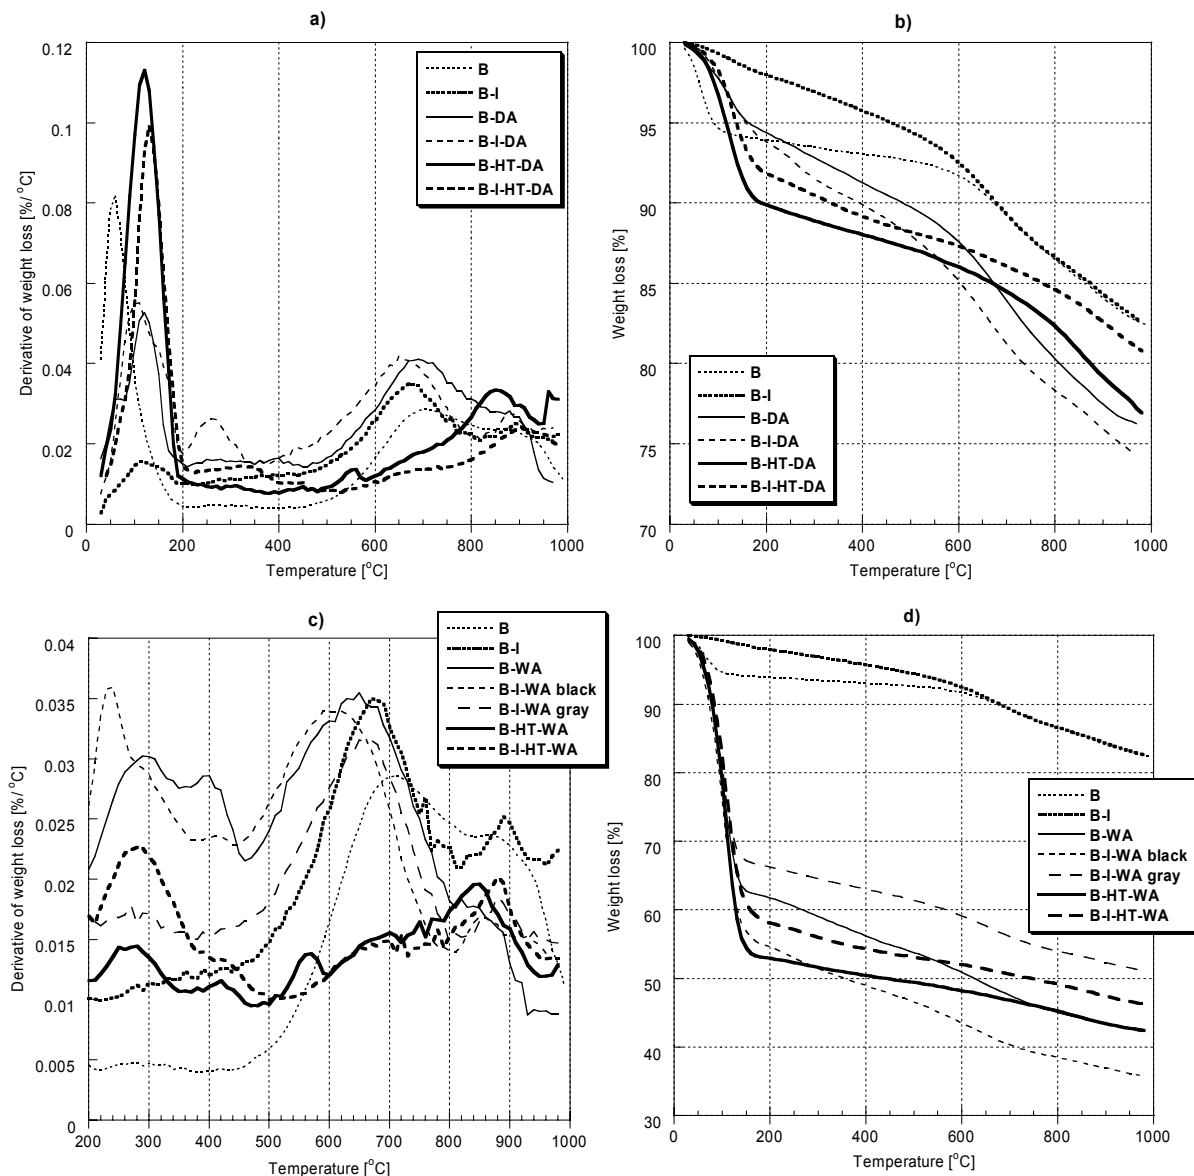 a)
0.12
0.1
0.08
0.06
0.04
0.02
0
Derivative of weight loss [%/°C]
B
B-I
B-DA
B-I-DA
B-HT-DA
B-I-HT-DA
0 200 400 600 800 1000
Temperature [°C]
b)
100
95
90
85
80
75
70
Weight loss [%]
B
B-I
B-DA
B-I-DA
B-HT-DA
B-I-HT-DA
0 200 400 600 800 1000
Temperature [°C]
c)
0.04
0.035
0.03
0.025
0.02
0.015
0.01
0.005
0
Derivative of weight loss [%/°C]
B
B-I
B-WA
B-I-WA black
B-I-WA gray
B-HT-WA
B-I-HT-WA
200 300 400 500 600 700 800 900 1000
Temperature [°C]
d)
100
90
80
70
60
50
40
30
Weight loss [%]
B
B-I
B-WA
B-I-WA black
B-I-WA gray
B-HT-WA
B-I-HT-WA
0 200 400 600 800 1000
Temperature [°C]